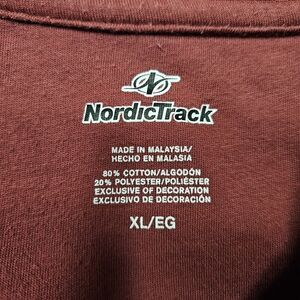 NordicTrack
MADE IN MALAYSIA/
HECHO EN MALASIA
80% COTTON/ALGODÓN
20% POLYESTER/POLIÉSTER
EXCLUSIVE OF DECORATION
EXCLUSIVO DE DECORACIÓN
XL/EG